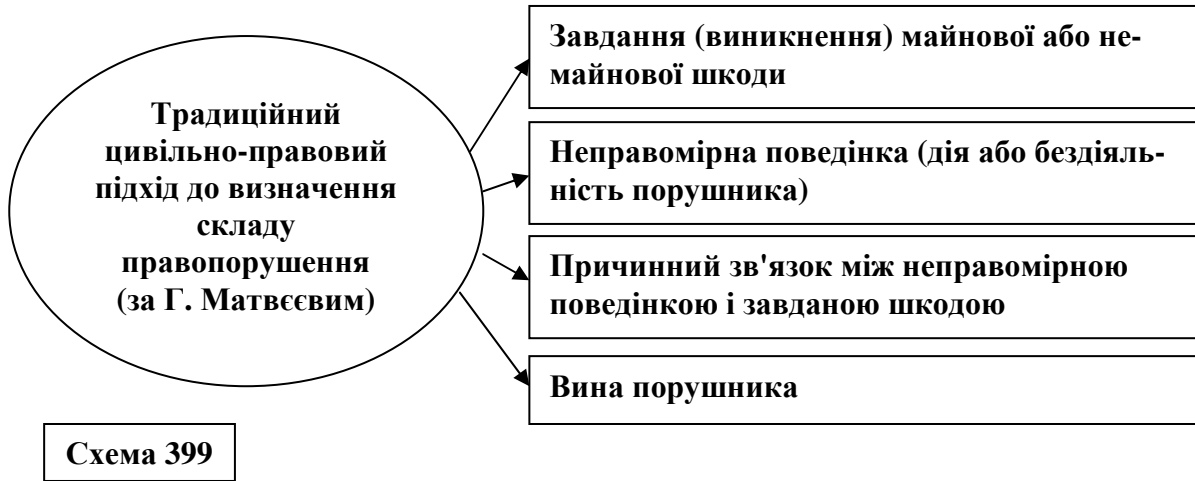 Традиційний
цивільно-правовий
підхід до визначення
складу
правопорушення
(за Г. Матвєєвим)
Завдання (виникнення) майнової або не-
майнової шкоди
Неправомірна поведінка (дія або бездіяль-
ність порушника)
Причинний зв'язок між неправомірною
поведінкою і завданою шкодою
Вина порушника
Схема 399